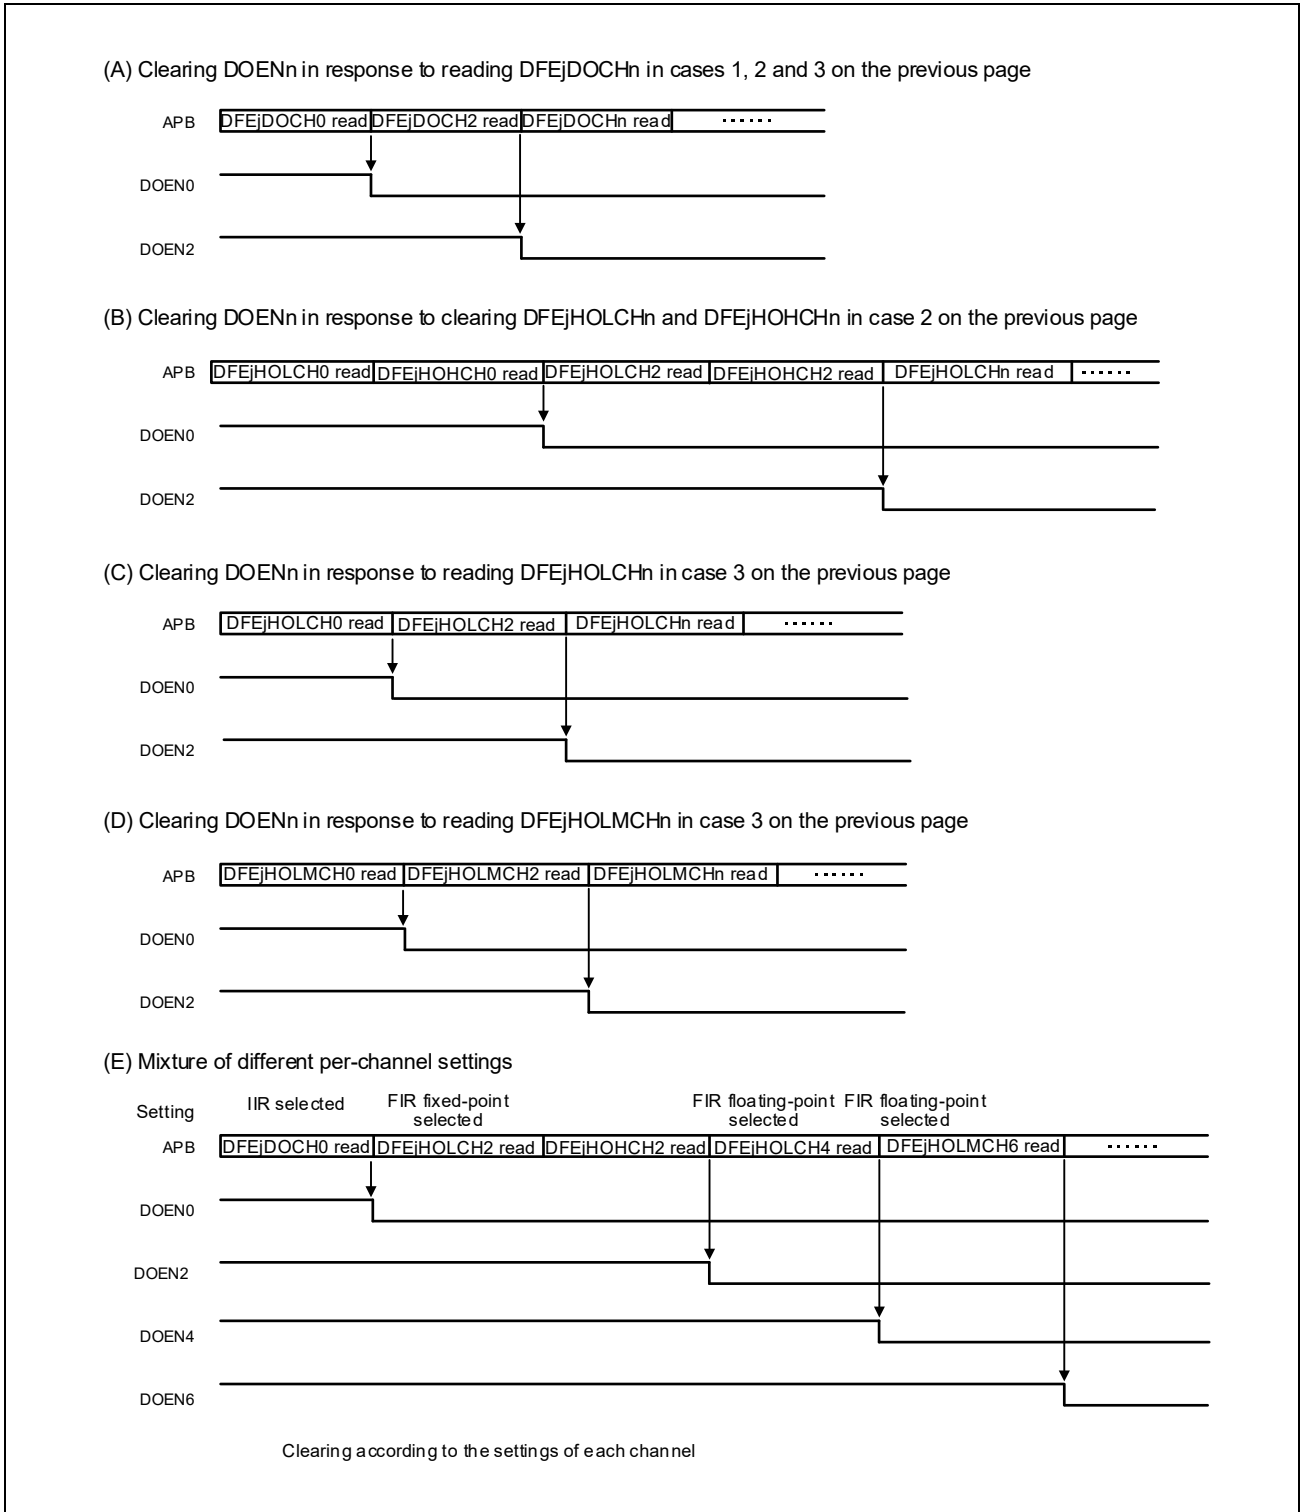 (A) Clearing DOENn in response to reading DFEjDOCHn in cases 1, 2 and 3 on the previous page
APB DFEjDOCH0 read DFEjDOCH2 read DFEjDOCHn read ······
DOEN0
DOEN2
(B) Clearing DOENn in response to clearing DFEjHOLCHn and DFEjHOHCHn in case 2 on the previous page
APB DFEjHOLCH0 read DFEjHOHCH0 read DFEjHOLCH2 read DFEjHOHCH2 read DFEjHOLCHn read ······
DOEN0
DOEN2
(C) Clearing DOENn in response to reading DFEjHOLCHn in case 3 on the previous page
APB DFEjHOLCH0 read DFEjHOLCH2 read DFEjHOLCHn read ······
DOEN0
DOEN2
(D) Clearing DOENn in response to reading DFEjHOLMCHn in case 3 on the previous page
APB DFEjHOLMCH0 read DFEjHOLMCH2 read DFEjHOLMCHn read ······
DOEN0
DOEN2
(E) Mixture of different per-channel settings
Setting IIR selected FIR fixed-point selected FIR floating-point selected FIR floating-point selected
APB DFEjDOCH0 read DFEjHOLCH2 read DFEjHOHCH2 read DFEjHOLCH4 read DFEjHOLMCH6 read ······
DOEN0
DOEN2
DOEN4
DOEN6
Clearing according to the settings of each channel